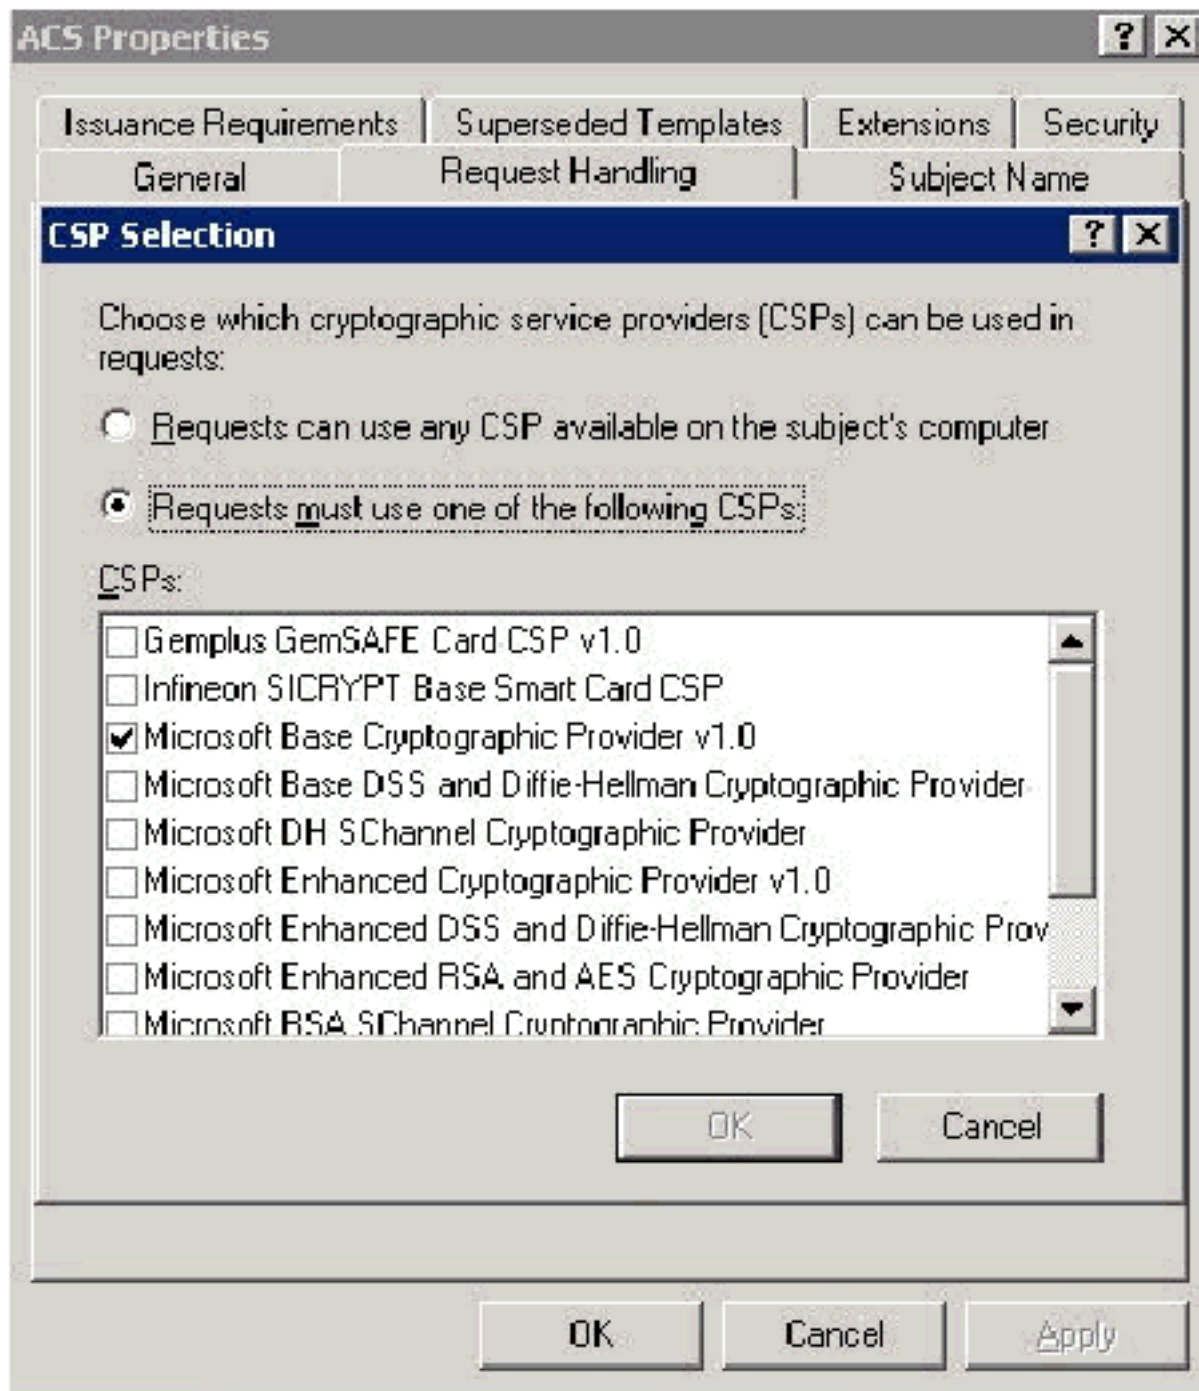 ACS Properties
Issuance Requirements
Superseded Templates
Extensions
Security
General
Request Handling
Subject Name
CSP Selection
Choose which cryptographic service providers (CSPs) can be used in
requests:
Requests can use any CSP available on the subject's computer
Requests must use one of the following CSPs:
CSPs:
Gemplus GemSAFE Card CSP v1.0
Infineon SICRYPT Base Smart Card CSP
Microsoft Base Cryptographic Provider v1.0
Microsoft Base DSS and Diffie-Hellman Cryptographic Provider
Microsoft DH SChannel Cryptographic Provider
Microsoft Enhanced Cryptographic Provider v1.0
Microsoft Enhanced DSS and Diffie-Hellman Cryptographic Prov
Microsoft Enhanced RSA and AES Cryptographic Provider
Microsoft RSA SChannel Cryptographic Provider
OK
Cancel
OK
Cancel
Apply